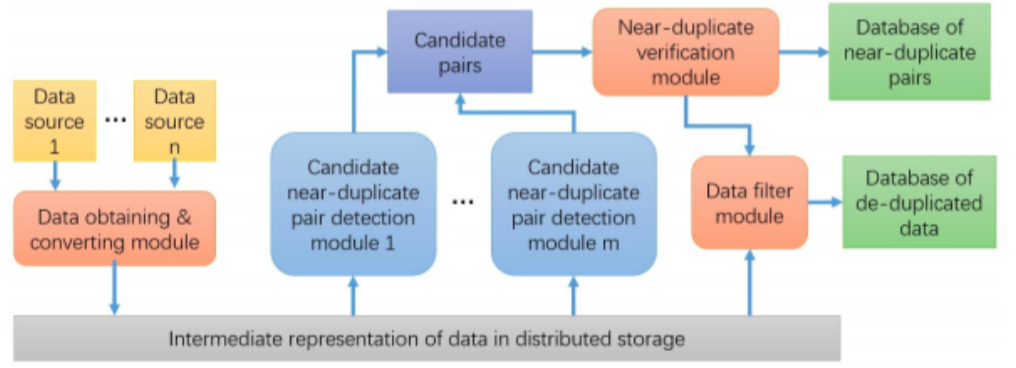 Data
source
1
...
Data
source
n
Data obtaining &
converting module
Candidate
pairs
Near-duplicate
verification
module
Database of
near-duplicate
pairs
Candidate
near-duplicate
pair detection
module 1
...
Candidate
near-duplicate
pair detection
module m
Data filter
module
Database of
de-duplicated
data
Intermediate representation of data in distributed storage